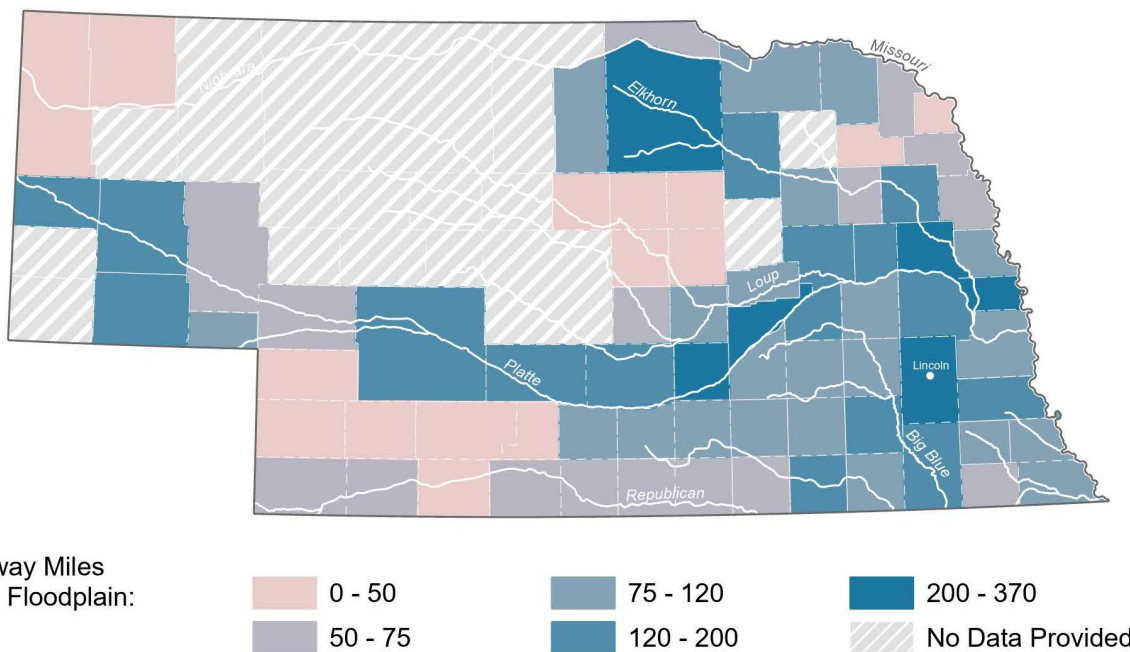 Missouri
Niobrara
Elkhorn
Loup
Platte
Lincoln
Big Blue
Republican
way Miles
Floodplain:
0 - 50
75 - 120
200 - 370
50 - 75
120 - 200
No Data Provided